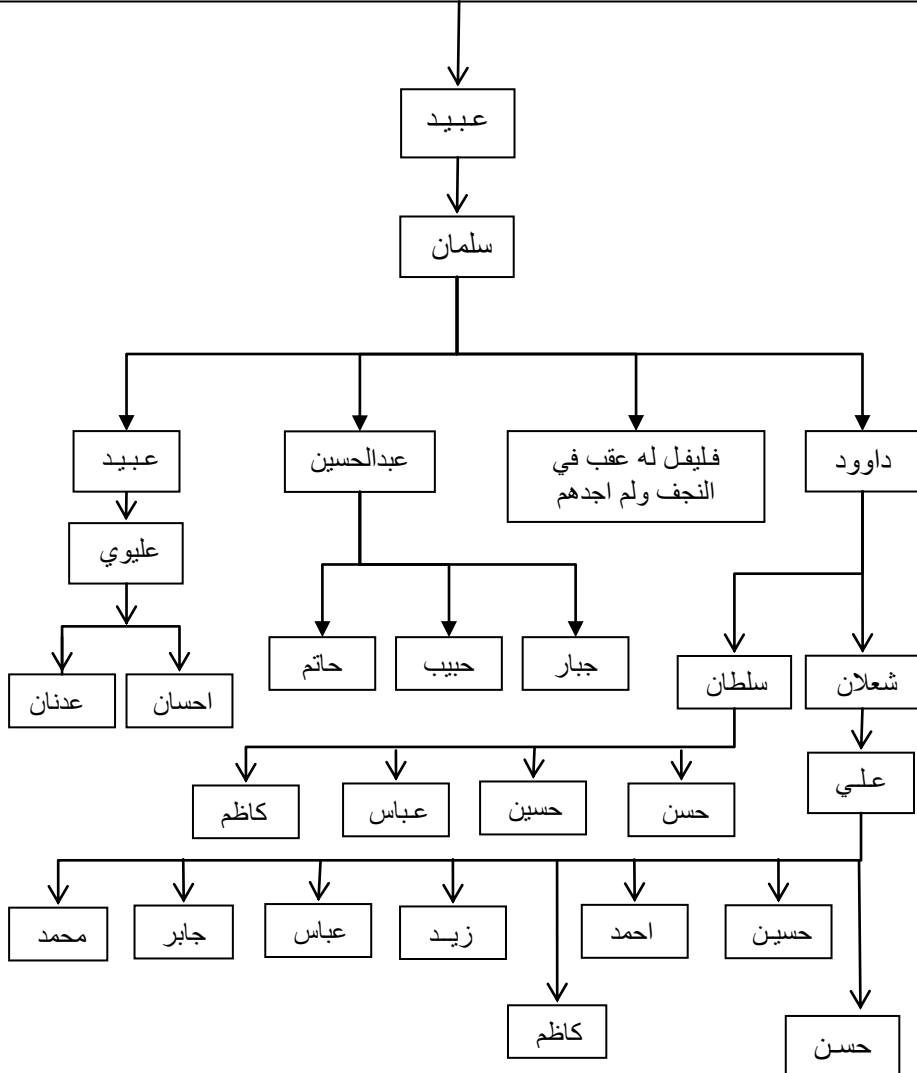 عبيد
سلمان
داوود
فليفل له عقب في
النجف ولم اجدهم
عبدالحسين
عبيد
عليوي
شعلان
سلطان
جبار
حبيب
حاتم
احسان
عدنان
علي
حسن
حسين
عباس
كاظم
حسين
احمد
زيد
عباس
جابر
محمد
كاظم
حسن